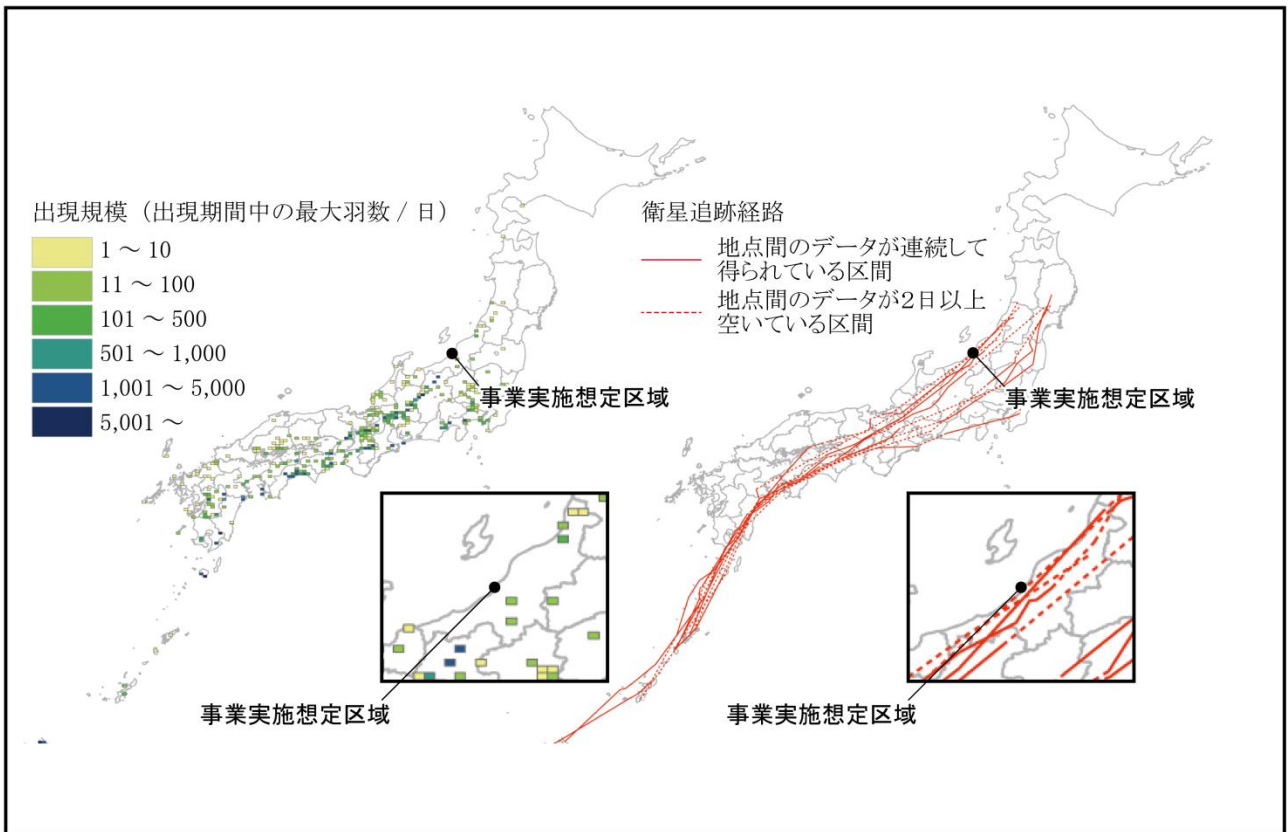 出現規模（出現期間中の最大羽数 / 日）
1 ～ 10
11 ～ 100
101 ～ 500
501 ～ 1,000
1,001 ～ 5,000
5,001 ～
事業実施想定区域
事業実施想定区域
衛星追跡経路
地点間のデータが連続して
得られている区間
地点間のデータが2日以上
空いている区間
事業実施想定区域
事業実施想定区域